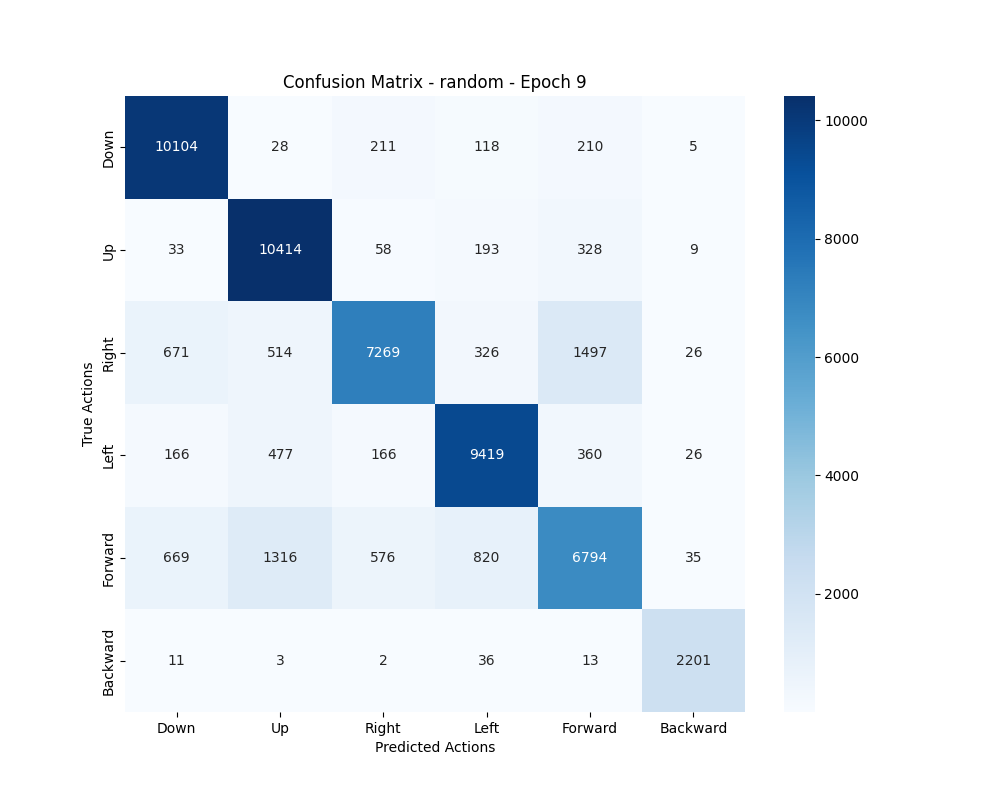 Confusion Matrix - random - Epoch 9
True Actions
Down 10104 28 211 118 210 5
Up 33 10414 58 193 328 9
Right 671 514 7269 326 1497 26
Left 166 477 166 9419 360 26
Forward 669 1316 576 820 6794 35
Backward 11 3 2 36 13 2201
Down Up Right Left Forward Backward
Predicted Actions
10000
8000
6000
4000
2000